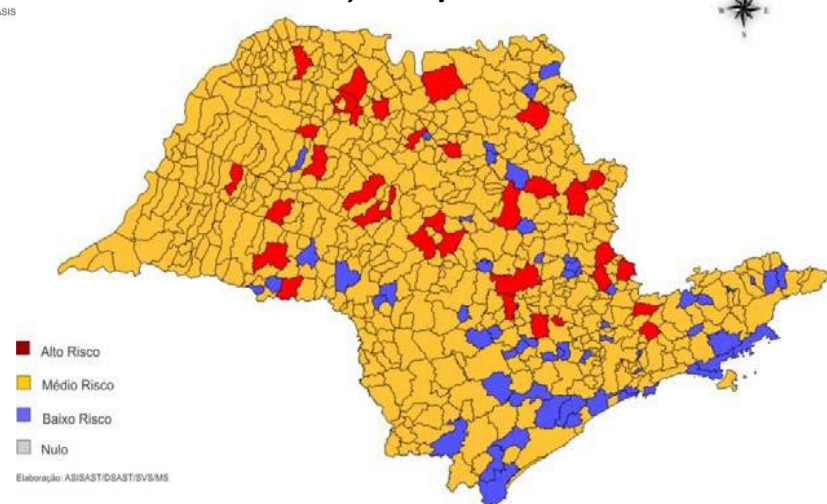 W E
S
Alto Risco
Médio Risco
Baixo Risco
Nulo
Elaboração: ASISAST/DSAST/SVS/MS